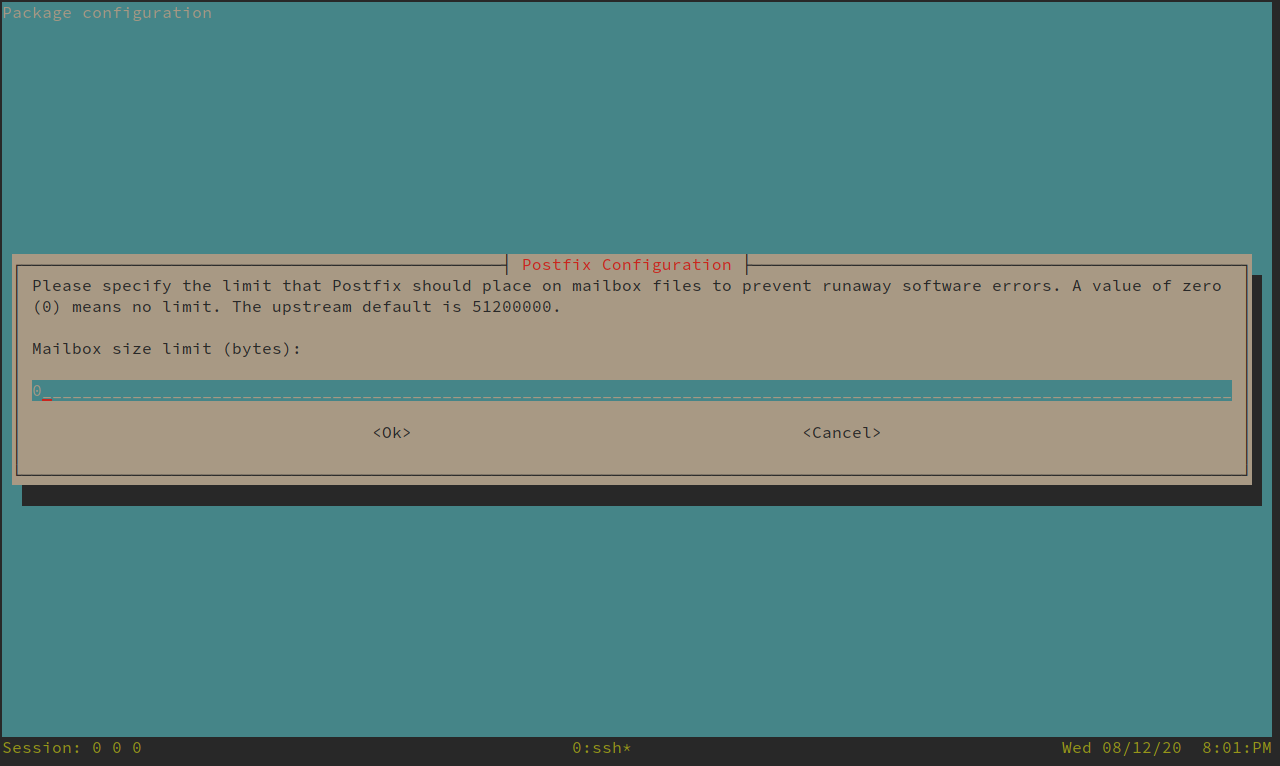 Package configuration
Postfix Configuration
Please specify the limit that Postfix should place on mailbox files to prevent runaway software errors. A value of zero
(0) means no limit. The upstream default is 51200000.
Mailbox size limit (bytes):
0
<Ok> <Cancel>
Session: 0 0 0 0:ssh* Wed 08/12/20 8:01:PM